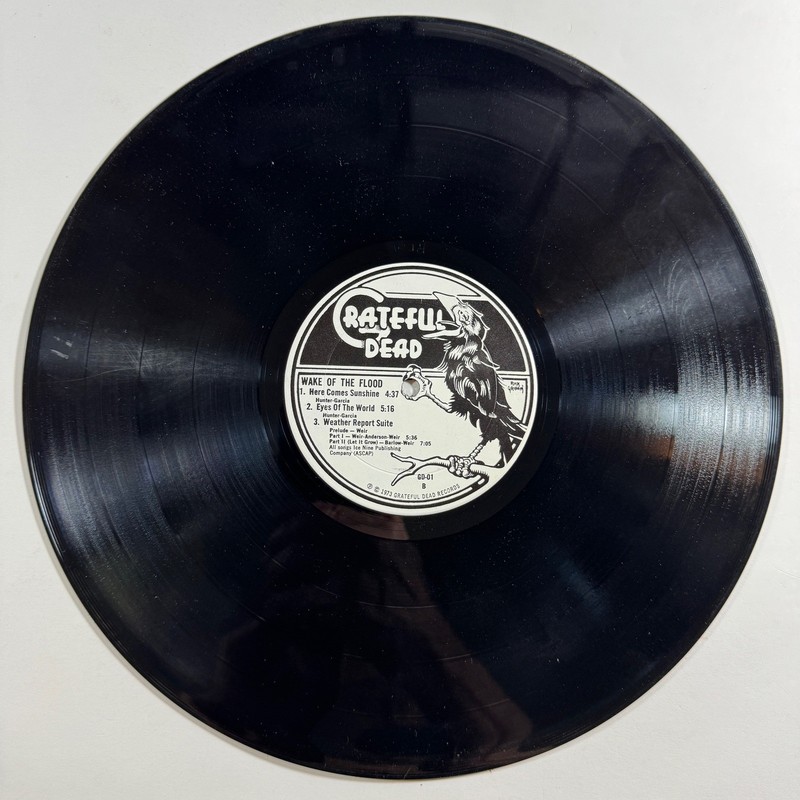 GRATEFUL
DEAD
WAKE OF THE FLOOD
1. Here Comes Sunshine 4:37
Hunter-Garcia
2. Eyes Of The World 5:16
Hunter-Garcia
3. Weather Report Suite
Prelude — Weir
Part I — Weir-Anderson-Weir 5:36
Part II (Let It Grow) — Barlow-Weir 7:05
All songs Ice Nine Publishing
Company (ASCAP)
GD-01
B
℗ © 1973 GRATEFUL DEAD RECORDS